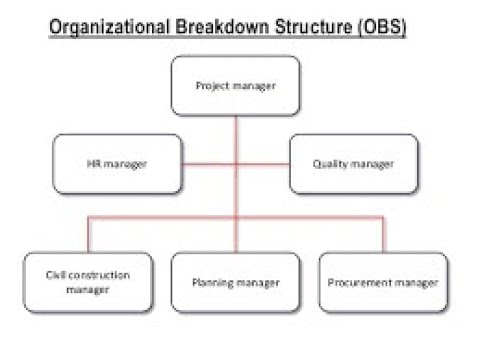 Organizational Breakdown Structure (OBS)
Project manager
HR manager
Quality manager
Civil construction
manager
Planning manager
Procurement manager